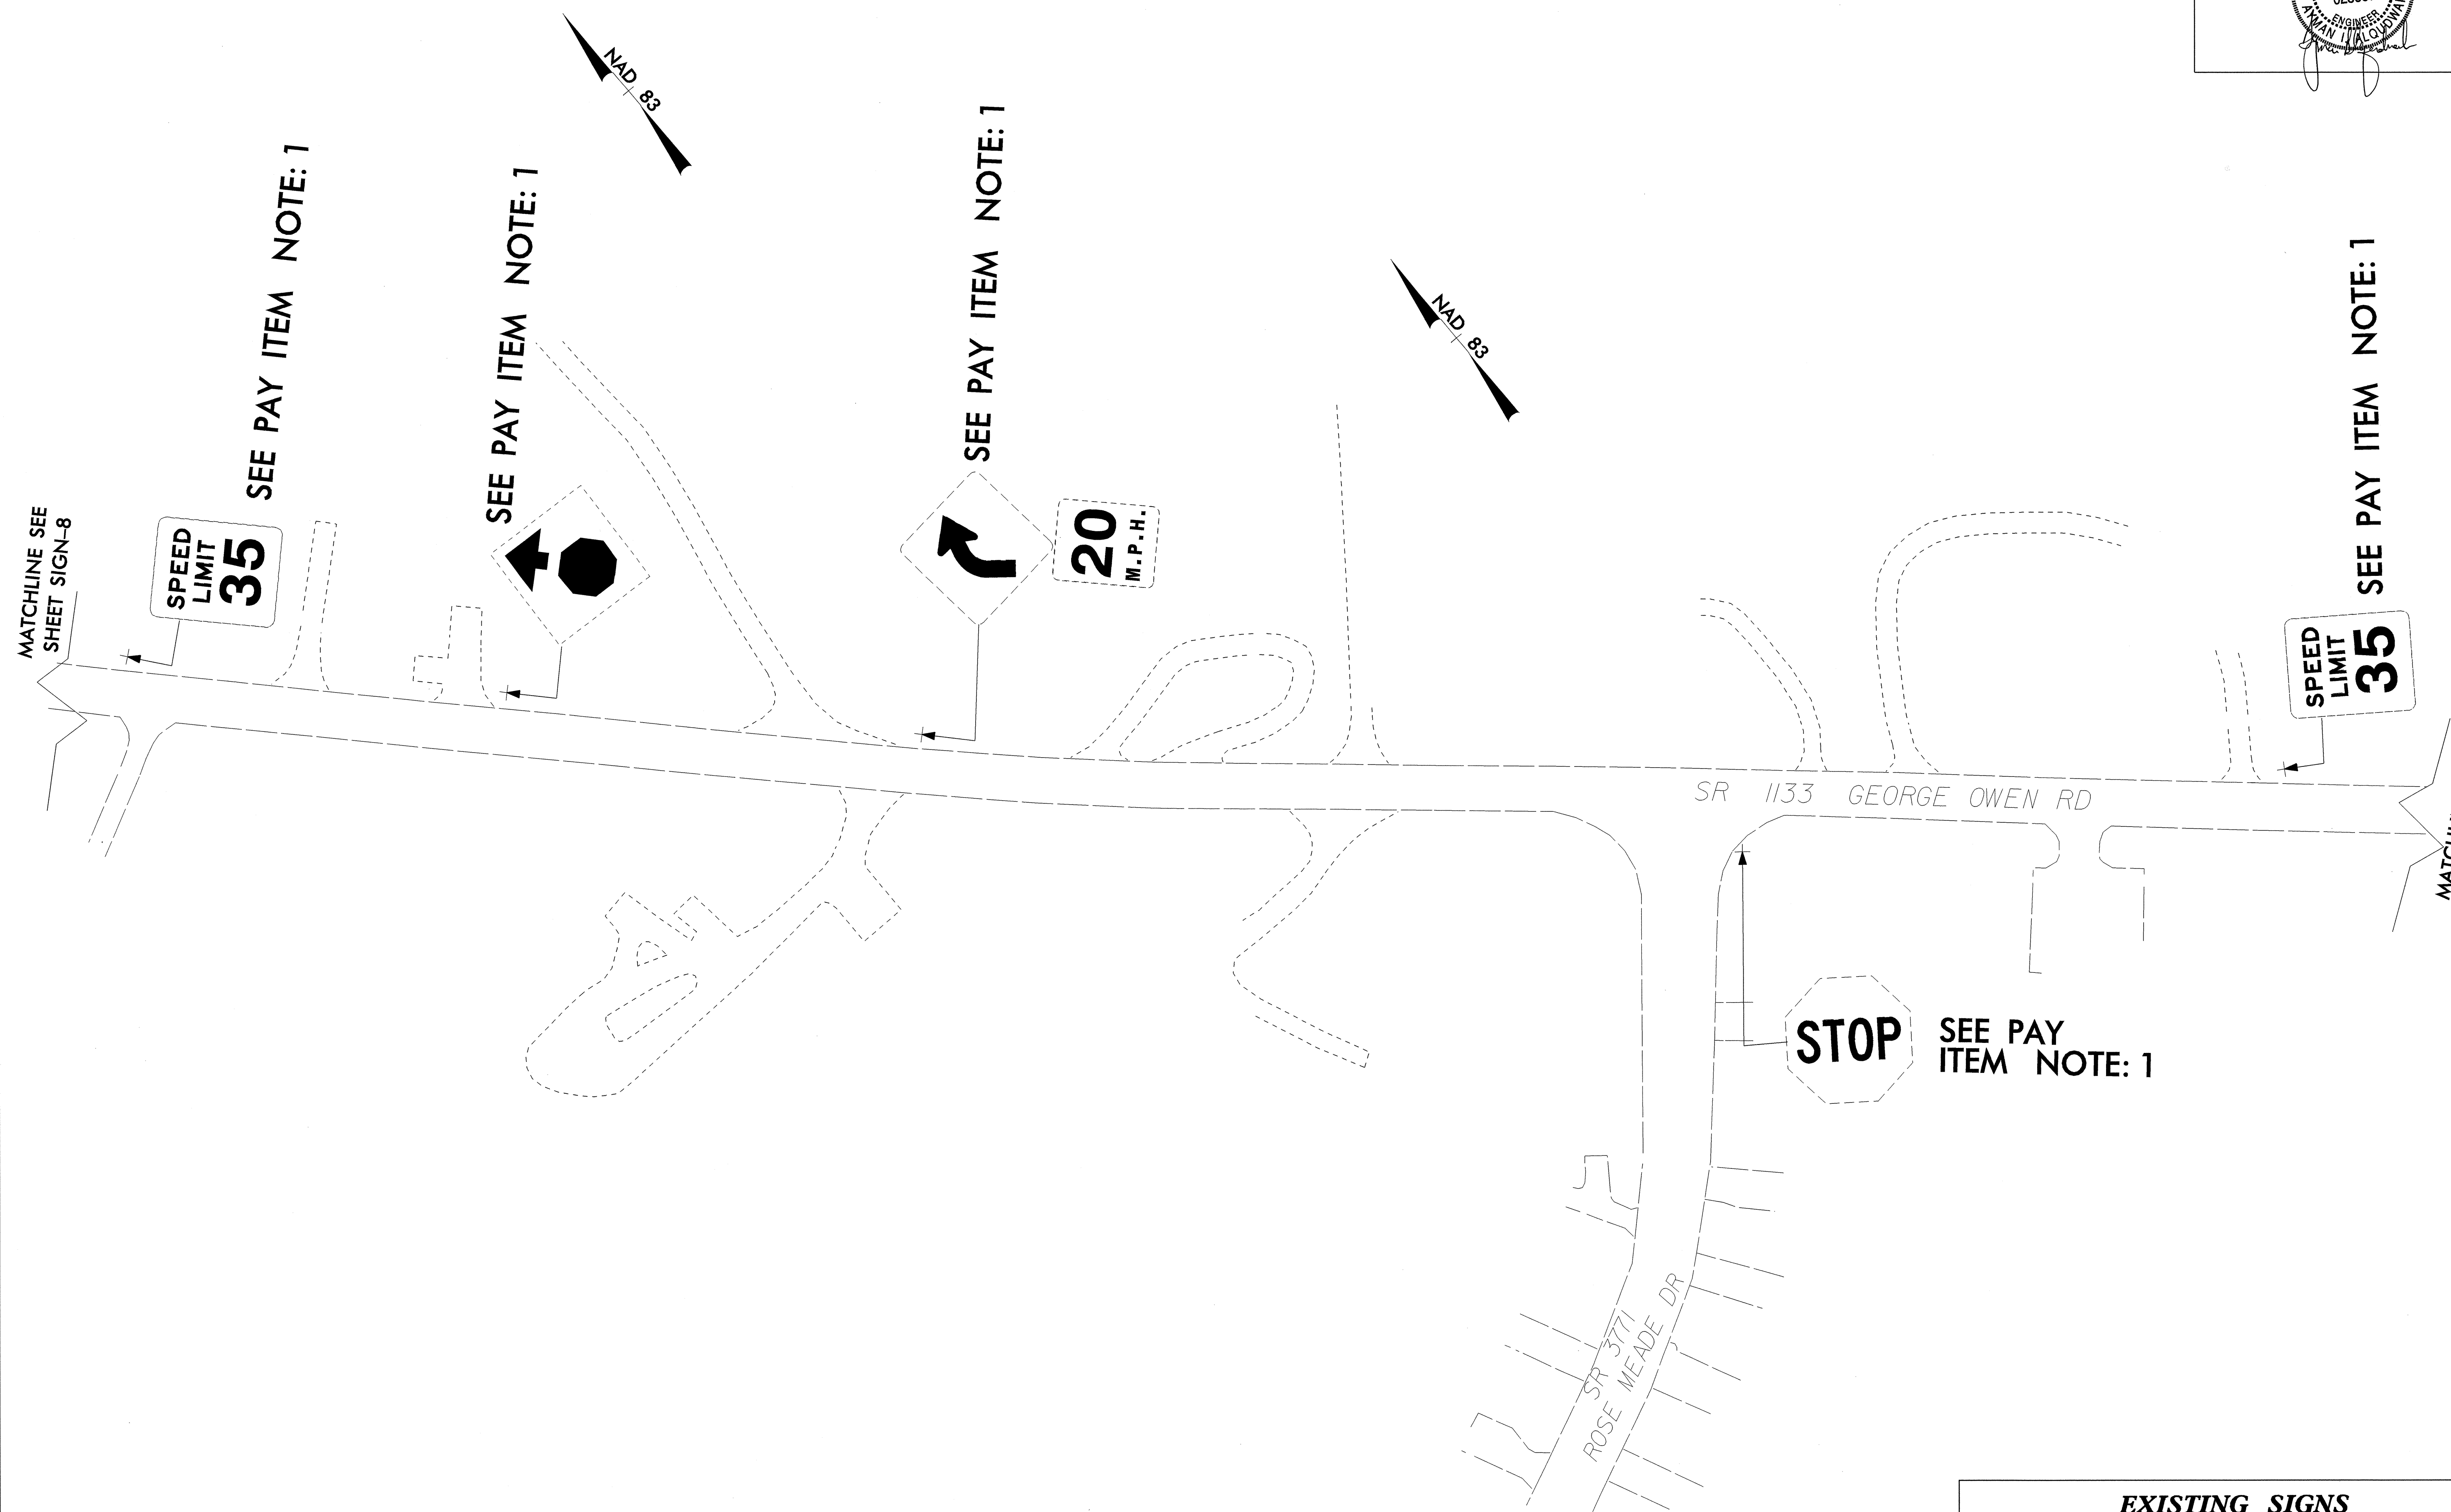 ENGINEER
NAD 83
SEE PAY ITEM NOTE: 1
SEE PAY ITEM NOTE: 1
SEE PAY ITEM NOTE: 1
NAD 83
SEE PAY ITEM NOTE: 1
MATCHLINE SEE
SHEET SIGN-8
SPEED
LIMIT
35
20
M.P.H.
SPEED
LIMIT
35
SR 1133 GEORGE OWEN RD
STOP
SEE PAY
ITEM NOTE: 1
SR 3771
ROSE MEADE DR
EXISTING SIGNS